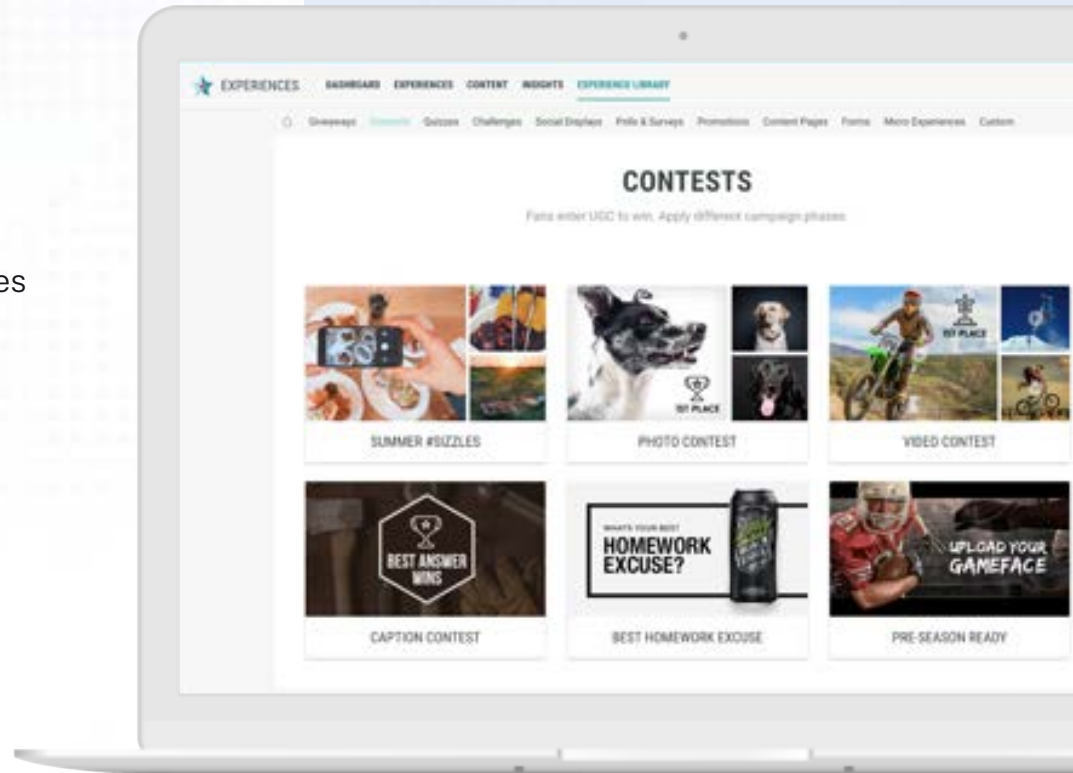 es
EXPERIENCES DASHBOARD EXPERIENCES CONTENT INSIGHTS EXPERIENCE LIBRARY
Giveaways Contests Quizzes Challenges Social Displays Polls & Surveys Promotions Content Pages Forms Micro Experiences Custom
CONTESTS
Fans enter UGC to win. Apply different campaign phases
1ST PLACE
1ST PLACE
SUMMER #SIZZLES
PHOTO CONTEST
VIDEO CONTEST
BEST ANSWER
WINS
WHAT'S YOUR BEST
HOMEWORK
EXCUSE?
UPLOAD YOUR
GAMEFACE
CAPTION CONTEST
BEST HOMEWORK EXCUSE
PRE-SEASON READY